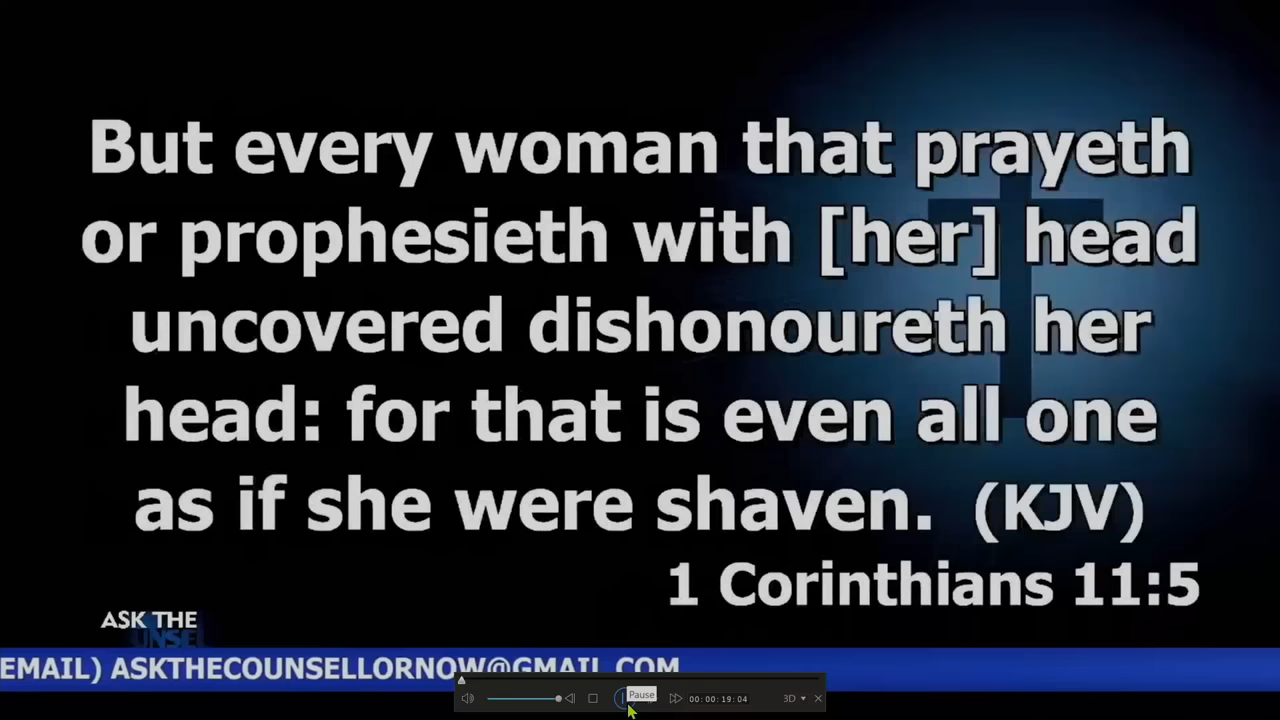 But every woman that prayeth
or prophesieth with [her] head
uncovered dishonoureth her
head: for that is even all one
as if she were shaven. (KJV)
1 Corinthians 11:5
ASK THE
EMAIL) ASKTHECOUNSELLORNOW@GMAIL.COM
Pause
00:00:19:04
3D